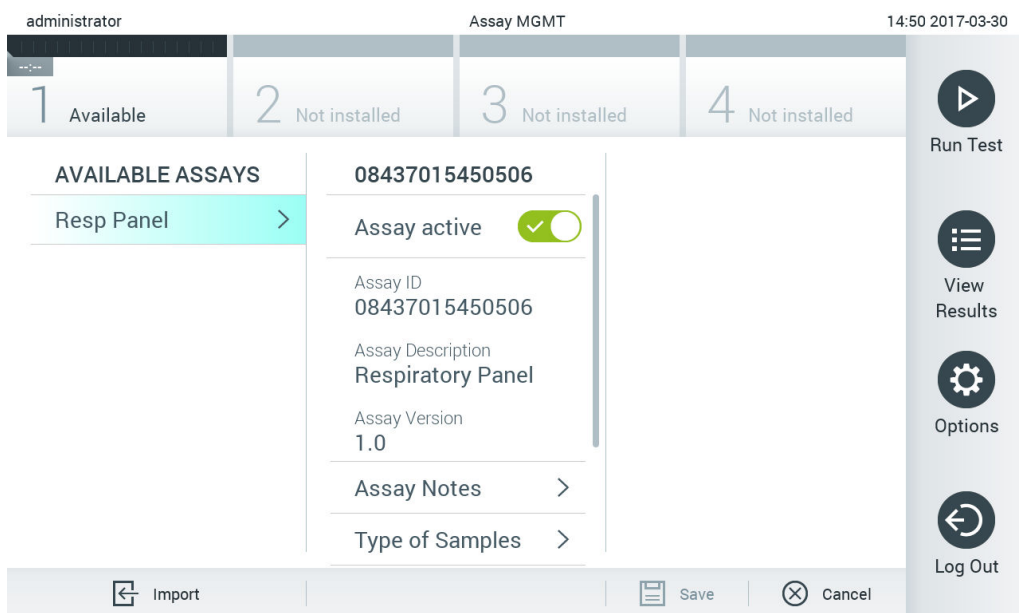 administrator
Assay MGMT
14:50 2017-03-30
--:--
1 Available
2 Not installed
3 Not installed
4 Not installed
Run Test
AVAILABLE ASSAYS
Resp Panel
08437015450506
Assay active
Assay ID
08437015450506
Assay Description
Respiratory Panel
Assay Version
1.0
Assay Notes
Type of Samples
View
Results
Options
Log Out
Import
Save
Cancel